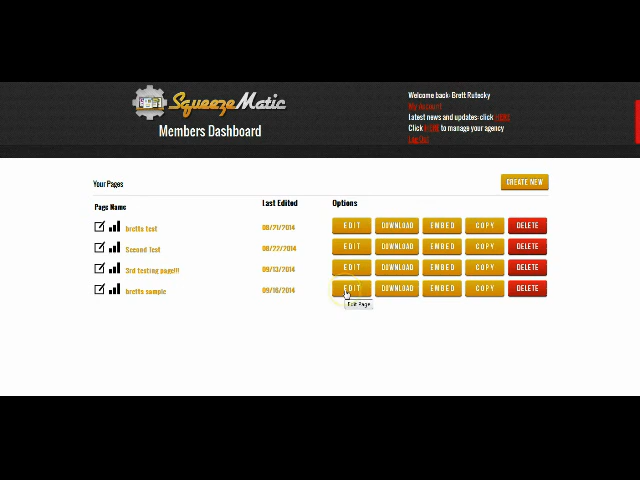 SqueezeMatic
Members Dashboard
Welcome back- Brett Rutecky
My Account
Latest news and updates- click HERE
Click HERE to manage your agency
Log Out
Your Pages
CREATE NEW
Page Name Last Edited Options
bretts test 08/21/2014 EDIT DOWNLOAD EMBED COPY DELETE
Second Test 08/22/2014 EDIT DOWNLOAD EMBED COPY DELETE
3rd testing page!!! 09/13/2014 EDIT DOWNLOAD EMBED COPY DELETE
bretts sample 09/16/2014 EDIT DOWNLOAD EMBED COPY DELETE
Edit Page